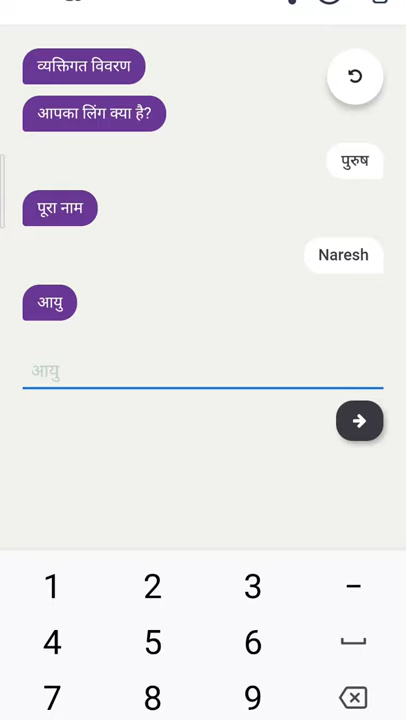 व्यक्तिगत विवरण
आपका लिंग क्या है?
पुरुष
पूरा नाम
Naresh
आयु
आयु
1 2 3 -
4 5 6
7 8 9